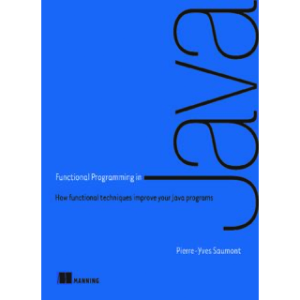 Functional Programming in
Java
How functional techniques improve your Java programs
Pierre-Yves Saumont
MANNING